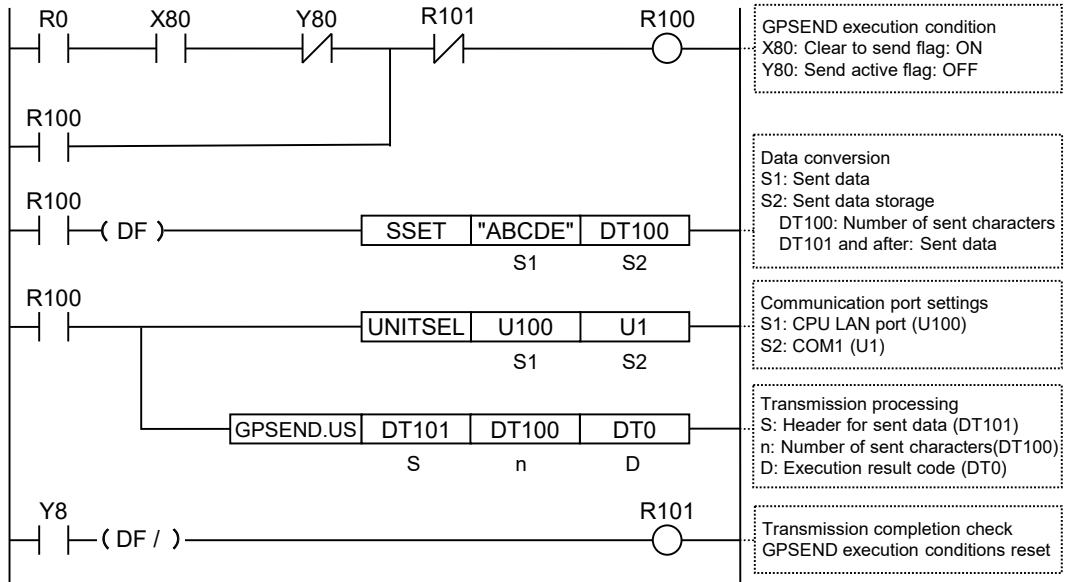 R0 X80 Y80 R101 R100
GPSEND execution condition
X80: Clear to send flag: ON
Y80: Send active flag: OFF
R100
R100
( DF ) SSET "ABCDE" DT100
S1 S2
Data conversion
S1: Sent data
S2: Sent data storage
DT100: Number of sent characters
DT101 and after: Sent data
R100
UNITSEL U100 U1
S1 S2
Communication port settings
S1: CPU LAN port (U100)
S2: COM1 (U1)
GPSEND.US DT101 DT100 DT0
S n D
Transmission processing
S: Header for sent data (DT101)
n: Number of sent characters(DT100)
D: Execution result code (DT0)
Y8 R101
( DF / )
Transmission completion check
GPSEND execution conditions reset